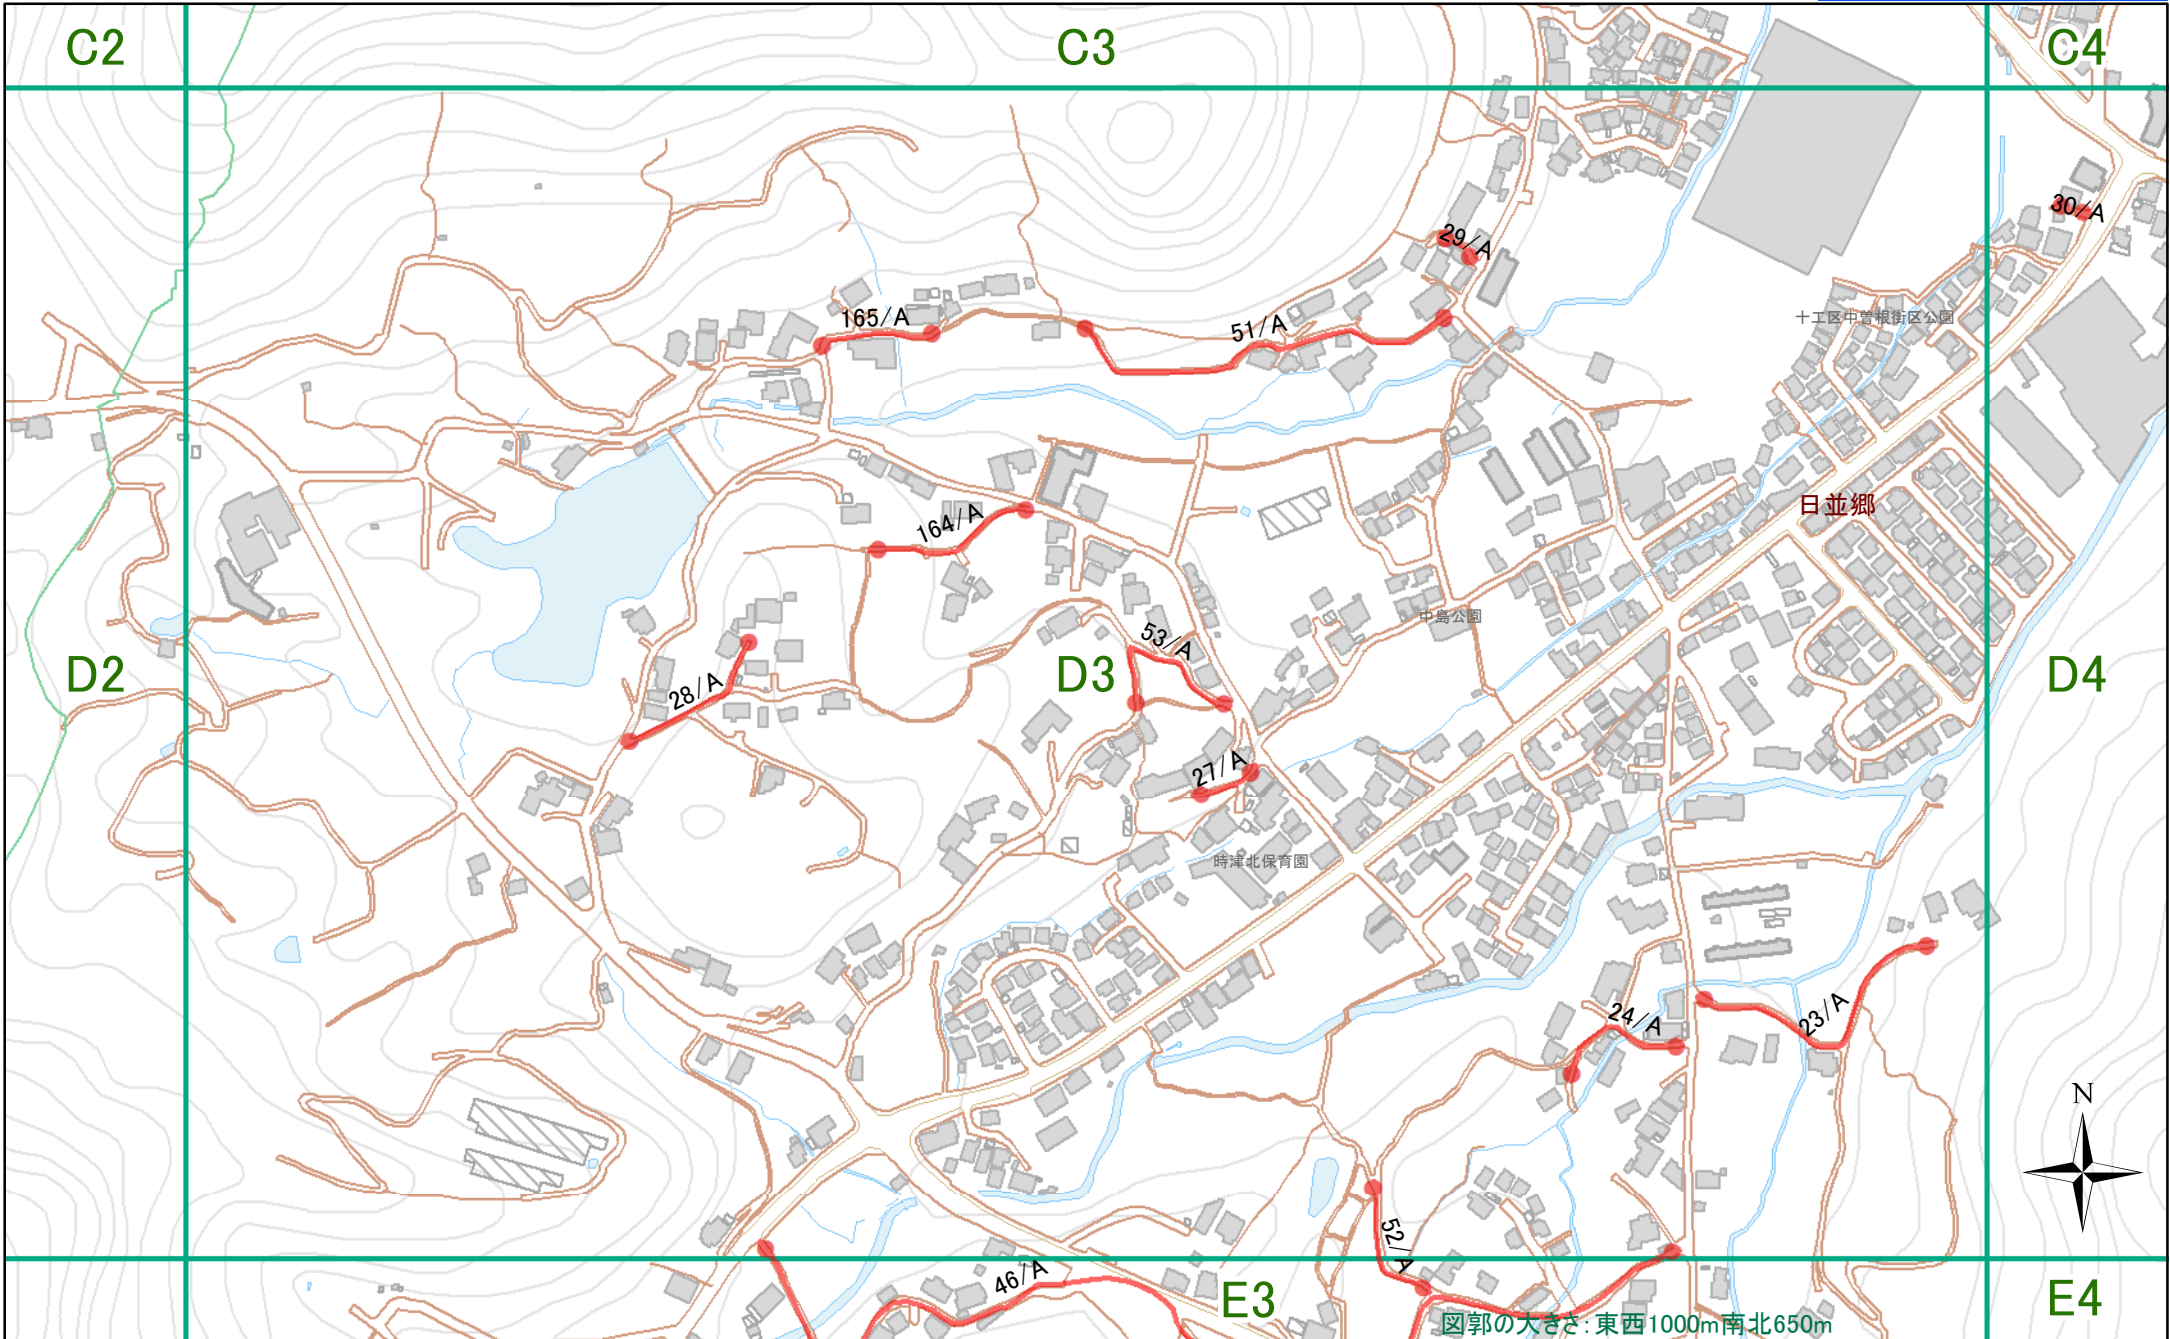 C2
C3
C4
30/A
29/A
165/A
51/A
十工区中曽根街区公園
日並郷
164/A
中島公園
53/A
D2
28/A
D3
D4
27/A
時津北保育園
24/A
23/A
N
52/A
46/A
E3
E4
図郭の大きさ：東西1000m南北650m